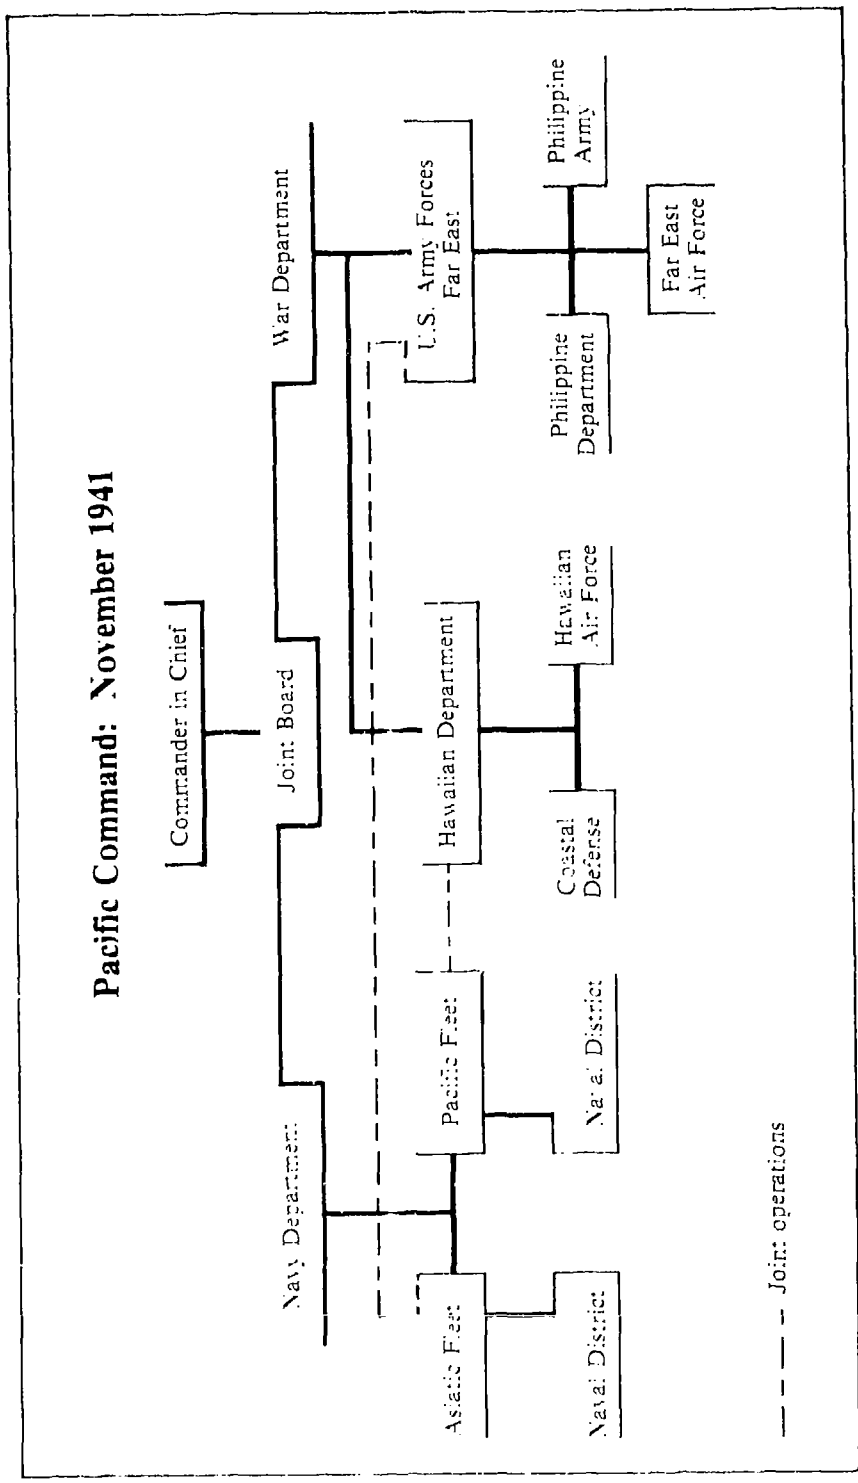 Pacific Command: November 1941
Commander in Chief
Joint Board
Navy Department
War Department
Asiatic Fleet
Pacific Fleet
Hawaiian Department
U.S. Army Forces
Far East
Naval District
Naval District
Coastal
Defense
Hawaiian
Air Force
Philippine
Department
Philippine
Army
Far East
Air Force
Joint operations